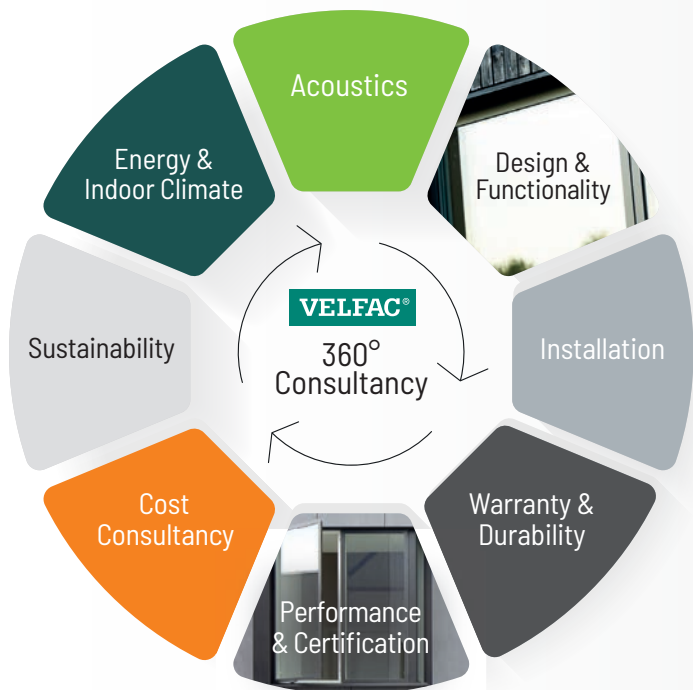 Acoustics
Design &
Functionality
Installation
Warranty &
Durability
Performance
& Certification
Cost
Consultancy
Sustainability
Energy &
Indoor Climate
VELFAC®
360°
Consultancy